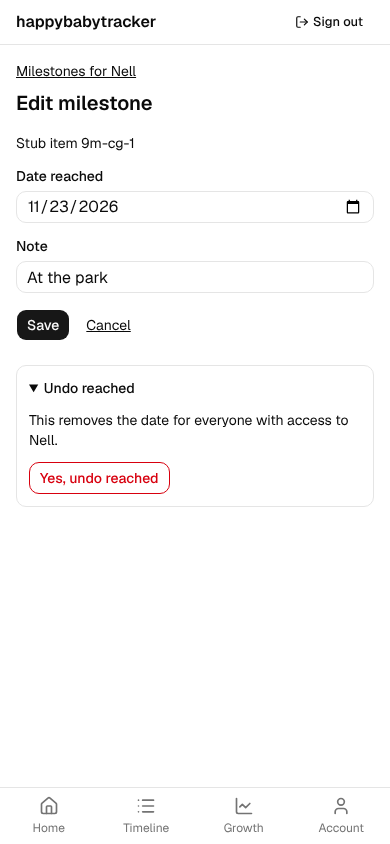 happybabytracker
Sign out
Milestones for Nell
Edit milestone
Stub item 9m-cg-1
Date reached
11/23/2026
Note
At the park
Save
Cancel
Undo reached
This removes the date for everyone with access to
Nell.
Yes, undo reached
Home
Timeline
Growth
Account